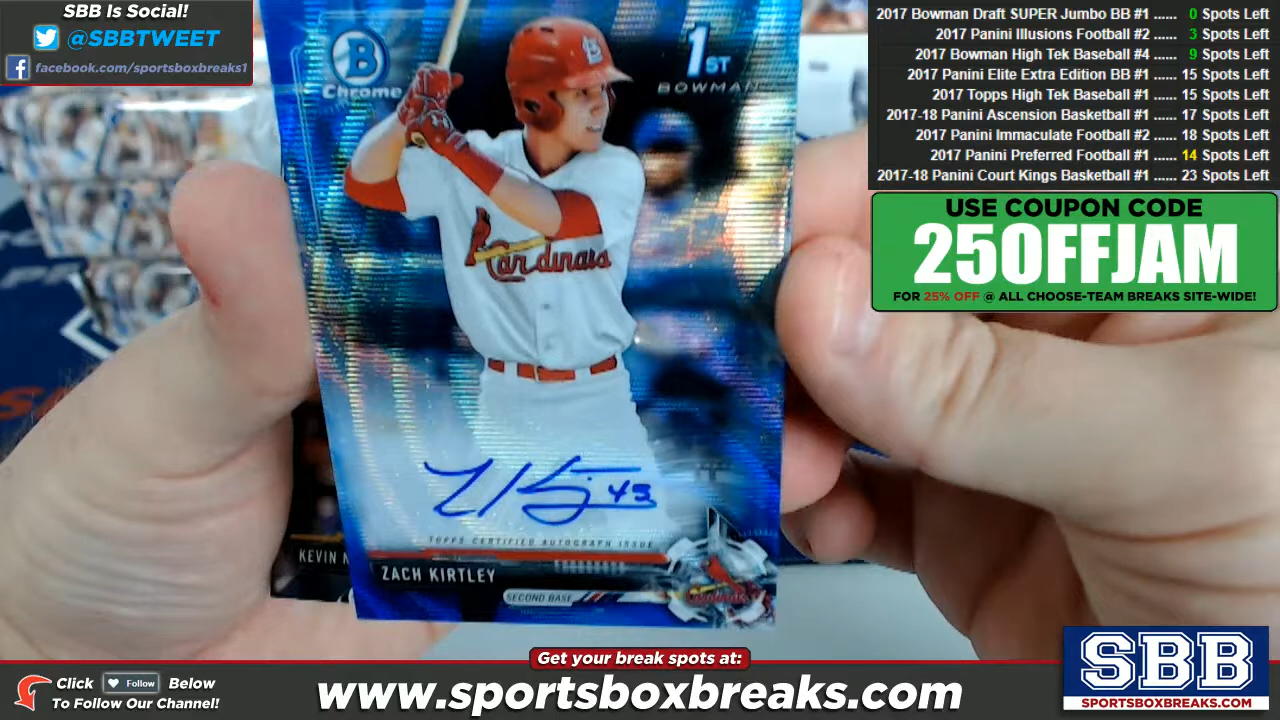 SBB Is Social!
@SBBTWEET
facebook.com/sportsboxbreaks1
2017 Bowman Draft SUPER Jumbo BB #1 ...... 0 Spots Left
2017 Panini Illusions Football #2 ...... 3 Spots Left
2017 Bowman High Tek Baseball #4 ...... 9 Spots Left
2017 Panini Elite Extra Edition BB #1 ...... 15 Spots Left
2017 Topps High Tek Baseball #1 ...... 15 Spots Left
2017-18 Panini Ascension Basketball #1 ...... 17 Spots Left
2017 Panini Immaculate Football #2 ...... 18 Spots Left
2017 Panini Preferred Football #1 ...... 14 Spots Left
2017-18 Panini Court Kings Basketball #1 ...... 23 Spots Left
USE COUPON CODE
25OFFJAM
FOR 25% OFF @ ALL CHOOSE-TEAM BREAKS SITE-WIDE!
B
Chrome
1ST
BOWMAN
Cardinals
43
TOPPS CERTIFIED AUTOGRAPH ISSUE
KEVIN
ZACH KIRTLEY
SECOND BASE
Cardinals
Get your break spots at:
Click Follow Below
To Follow Our Channel!
www.sportsboxbreaks.com
SBB
SPORTSBOXBREAKS.COM